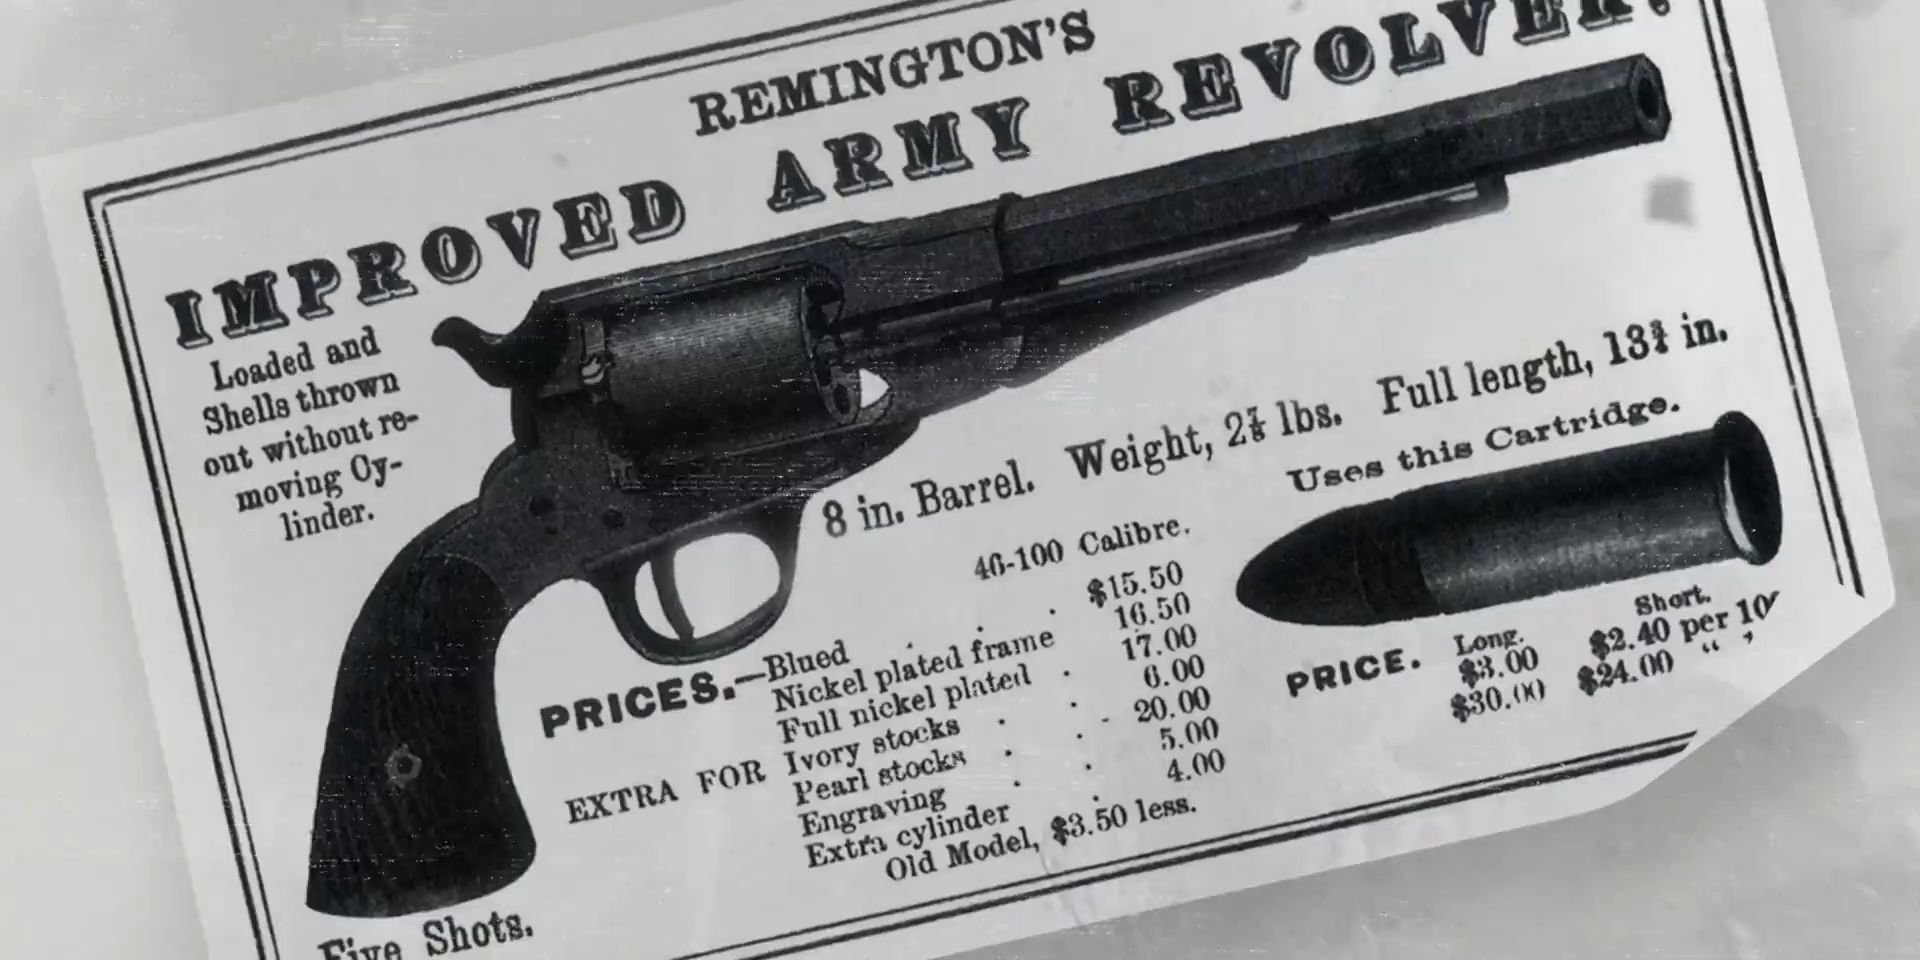 REMINGTON'S
IMPROVED ARMY REVOLVER!
Loaded and
Shells thrown
out without re-
moving Cy-
linder.
8 in. Barrel. Weight, 2⅞ lbs. Full length, 13¾ in.
Uses this Cartridge.
46-100 Calibre.
PRICES.—Blued . . $15.50
Nickel plated frame 16.50
Full nickel plated . 17.00
EXTRA FOR Ivory stocks . . 6.00
Pearl stocks . . 20.00
Engraving . . 5.00
Extra cylinder . 4.00
Old Model, $3.50 less.
Long. Short.
PRICE. $3.00 $2.40 per
$30.00 $24.00 " "
Five Shots.